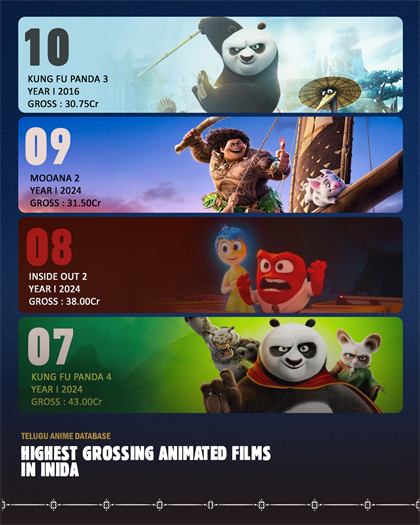 10
KUNG FU PANDA 3
YEAR I 2016
GROSS : 30.75Cr
09
MOOANA 2
YEAR I 2024
GROSS : 31.50Cr
08
INSIDE OUT 2
YEAR I 2024
GROSS : 38.00Cr
07
KUNG FU PANDA 4
YEAR I 2024
GROSS : 43.00Cr
TELUGU ANIME DATABASE
HIGHEST GROSSING ANIMATED FILMS
IN INIDA